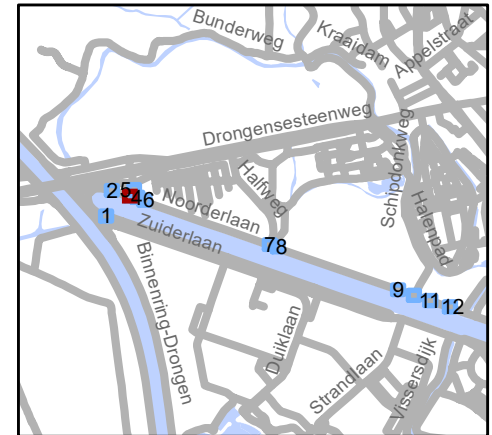 Bunderweg
Kraaidam
Appelstraat
Drongensesteenweg
Schipdonkweg
Halfweg
Halenpad
2
5
4
6
Noorderlaan
1
Zuiderlaan
7
8
Binnenring-Drongen
9
11
12
Duiklaan
Strandlaan
Vissersdijk